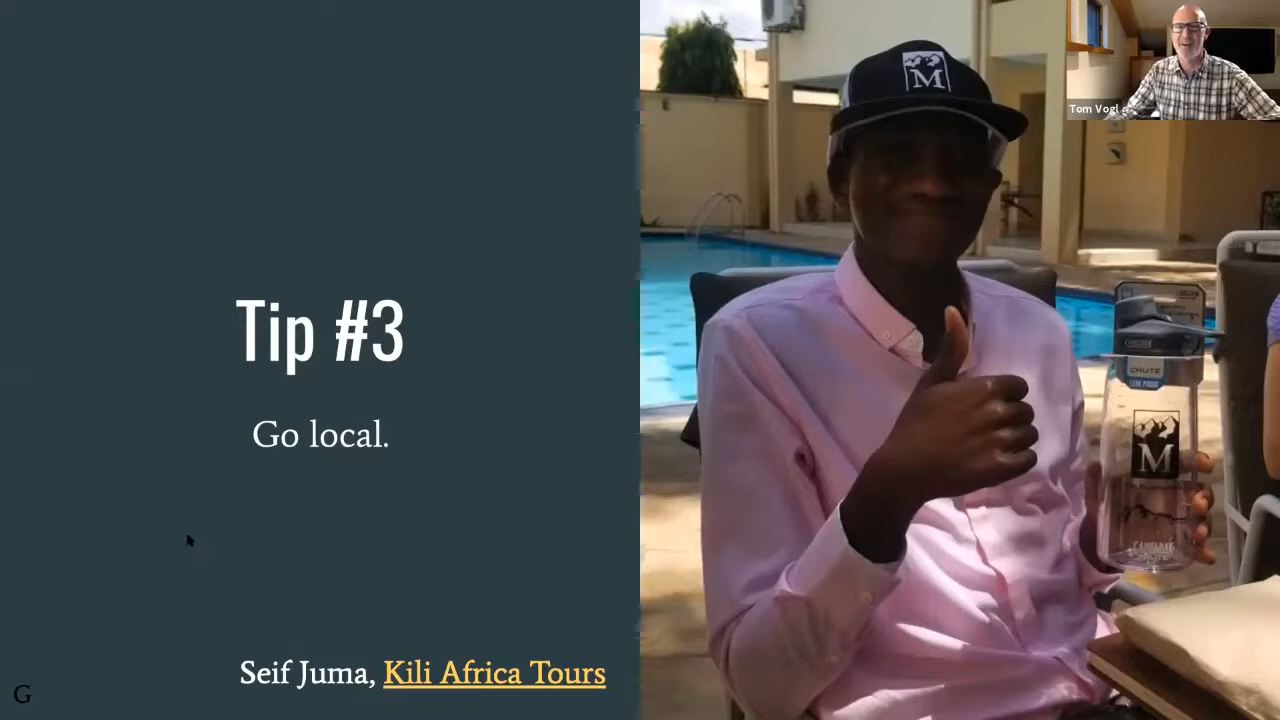 Tip #3
Go local.
Seif Juma, Kili Africa Tours
G
M
Tom Vogl
CHUTE
M
CAMELBAK